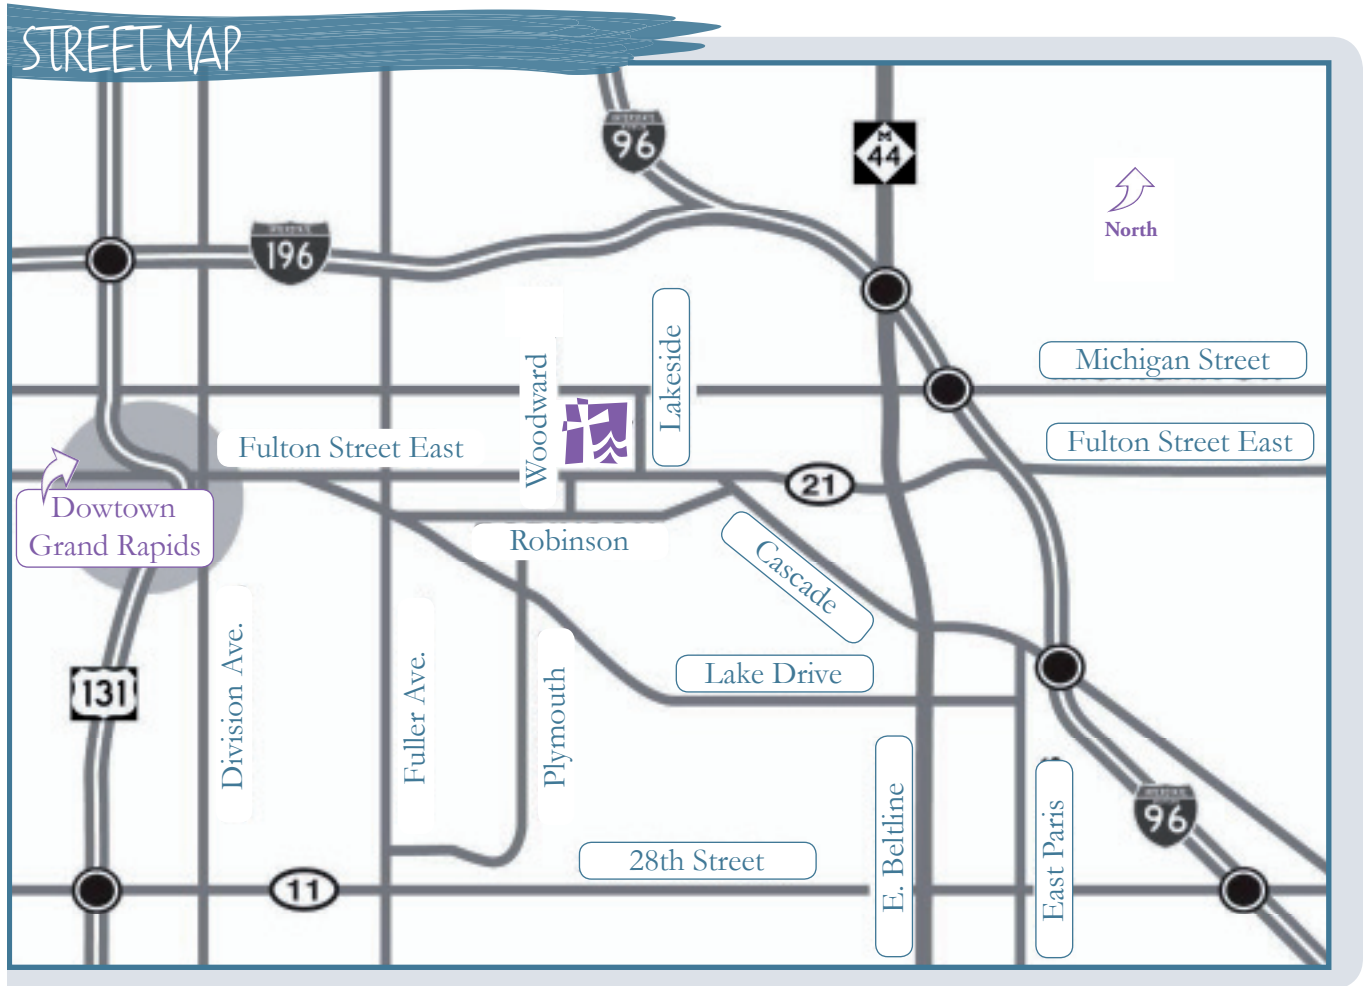 STREET MAP
96
M
44
North
196
Lakeside
Michigan Street
Woodward
Fulton Street East
Fulton Street East
21
Dowtown
Grand Rapids
Robinson
Cascade
131
Division Ave.
Fuller Ave.
Plymouth
Lake Drive
E. Beltline
East Paris
96
28th Street
11